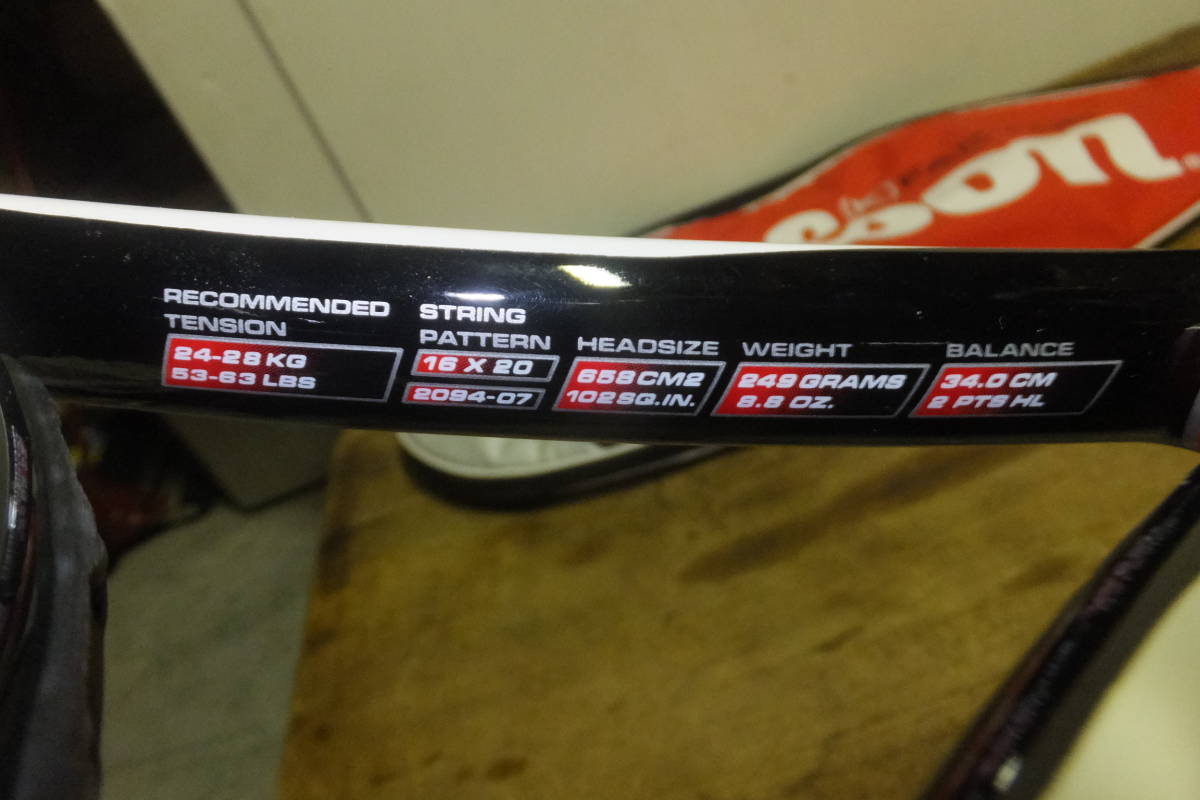 RECOMMENDED
TENSION
24-28 KG
53-63 LBS
STRING
PATTERN
16 X 20
2094-07
HEADSIZE
658 CM2
102 SQ.IN.
WEIGHT
249 GRAMS
8.8 OZ.
BALANCE
34.0 CM
2 PTS HL